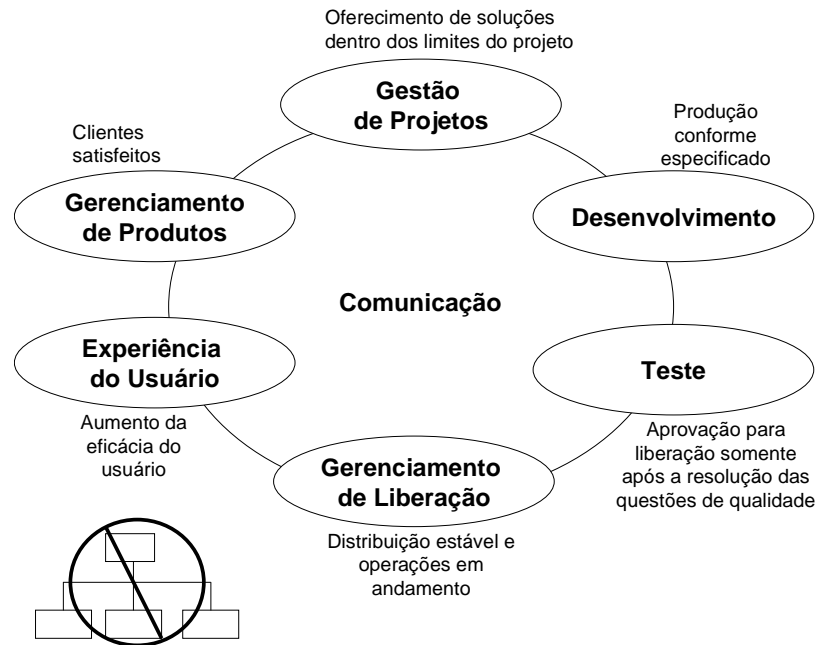 Oferecimento de soluções
dentro dos limites do projeto
Gestão
de Projetos
Clientes
satisfeitos
Produção
conforme
especificado
Gerenciamento
de Produtos
Desenvolvimento
Comunicação
Experiência
do Usuário
Teste
Aumento da
eficácia do
usuário
Aprovação para
liberação somente
após a resolução das
questões de qualidade
Gerenciamento
de Liberação
Distribuição estável e
operações em
andamento